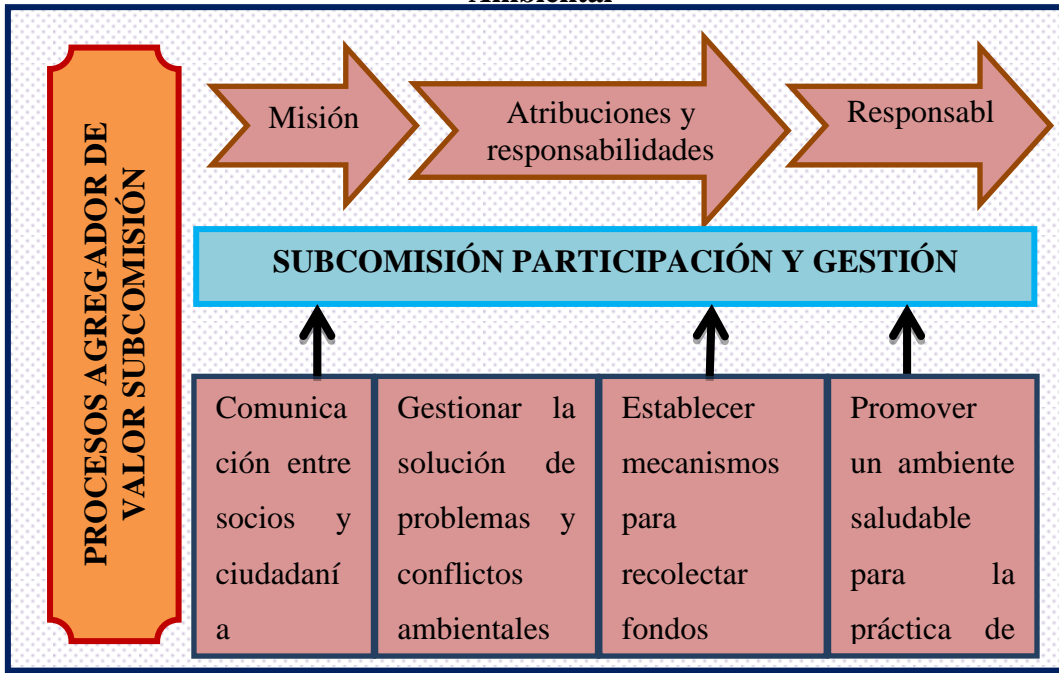 Ambiental
PROCESOS AGREGADOR DE
VALOR SUBCOMISIÓN
Misión
Atribuciones y
responsabilidades
Responsabl
SUBCOMISIÓN PARTICIPACIÓN Y GESTIÓN
Comunica
ción entre
socios y
ciudadaní
a
Gestionar la
solución de
problemas y
conflictos
ambientales
Establecer
mecanismos
para
recolectar
fondos
Promover
un ambiente
saludable
para la
práctica de